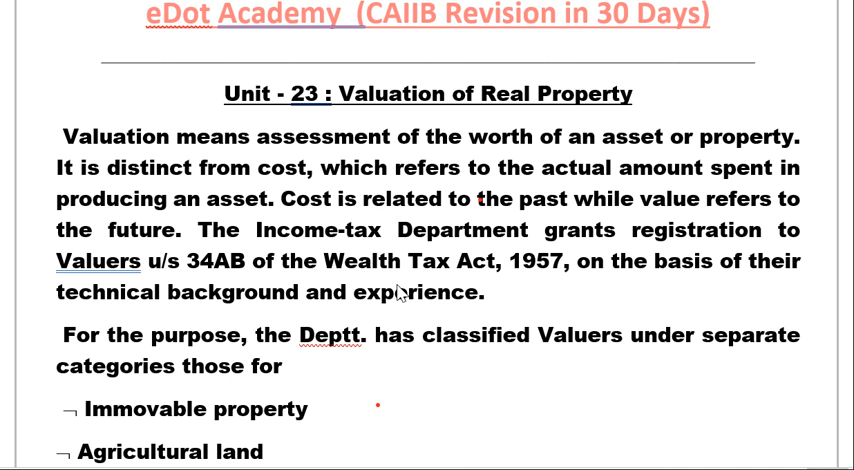 eDot Academy (CAIIB Revision in 30 Days)
Unit - 23 : Valuation of Real Property
Valuation means assessment of the worth of an asset or property.
It is distinct from cost, which refers to the actual amount spent in
producing an asset. Cost is related to the past while value refers to
the future. The Income-tax Department grants registration to
Valuers u/s 34AB of the Wealth Tax Act, 1957, on the basis of their
technical background and experience.
For the purpose, the Deptt. has classified Valuers under separate
categories those for
¬ Immovable property
¬ Agricultural land